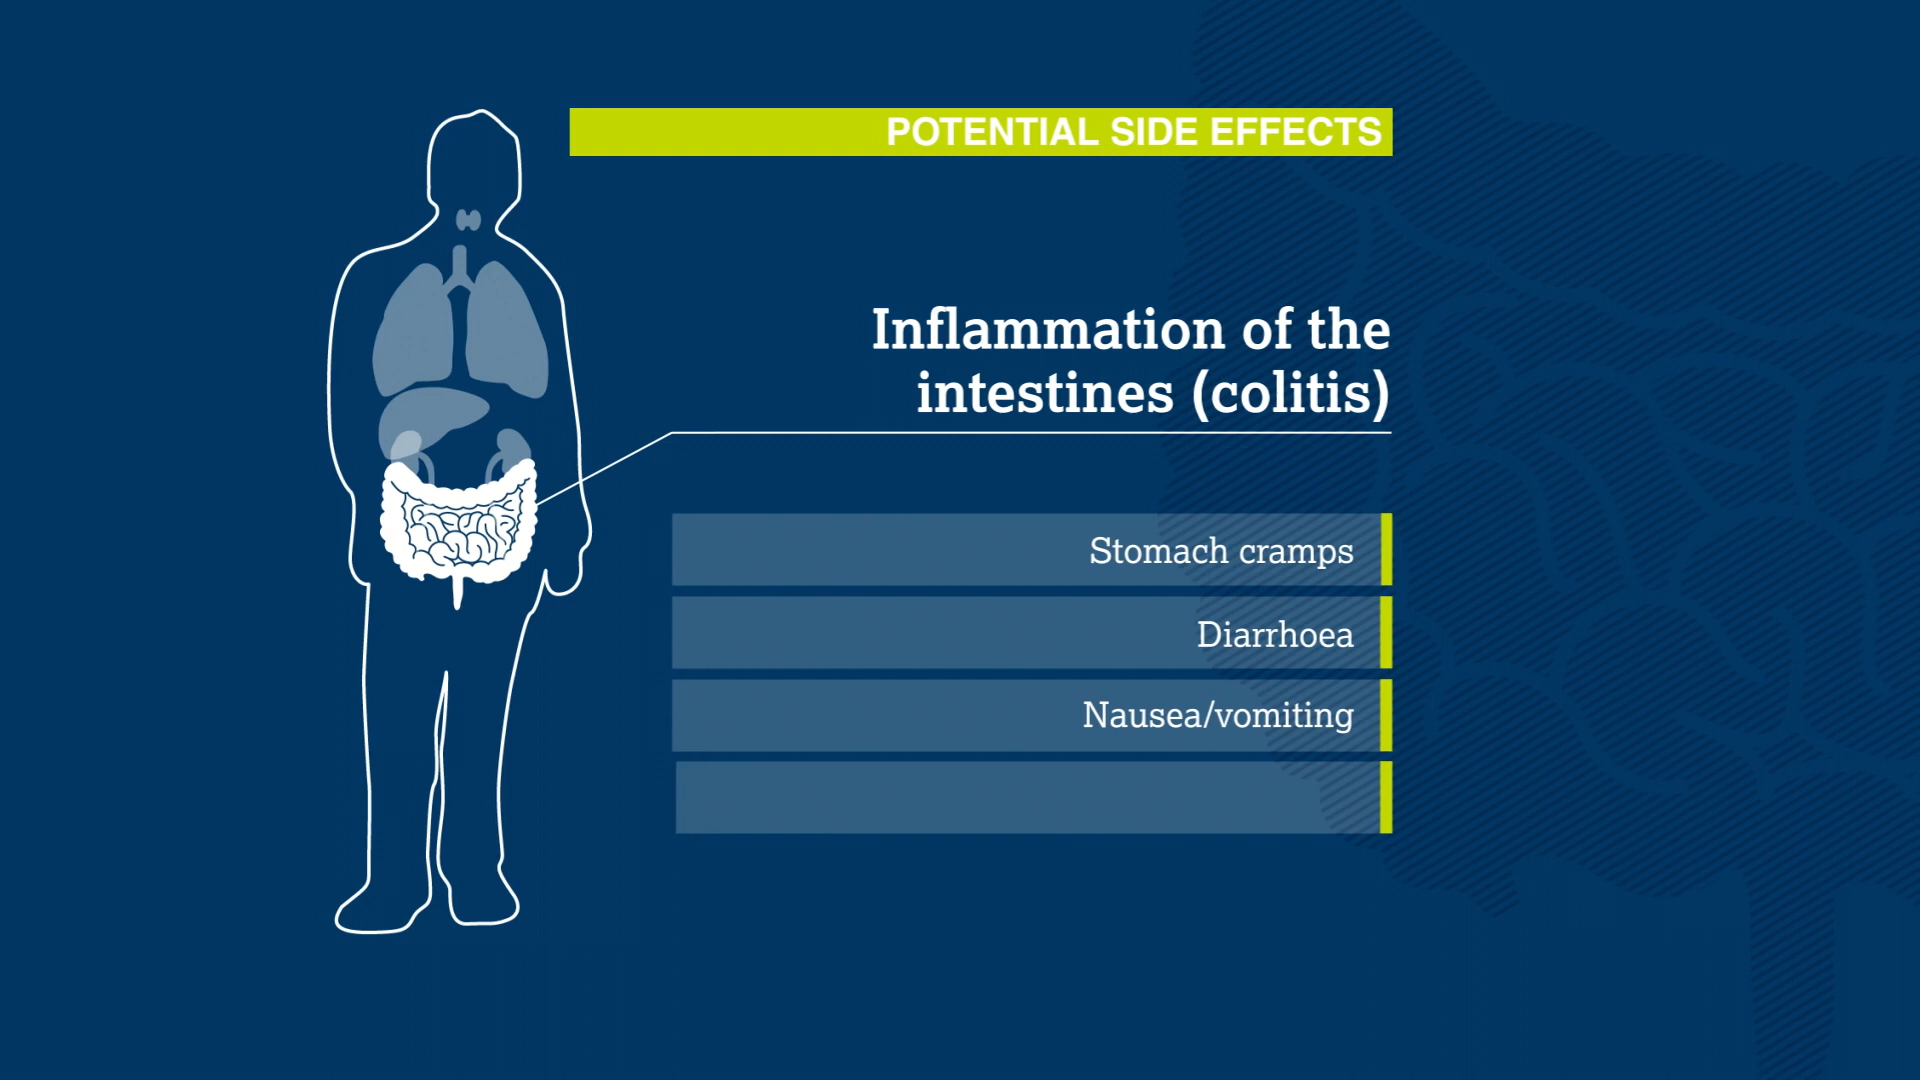 POTENTIAL SIDE EFFECTS
Inflammation of the
intestines (colitis)
Stomach cramps
Diarrhoea
Nausea/vomiting